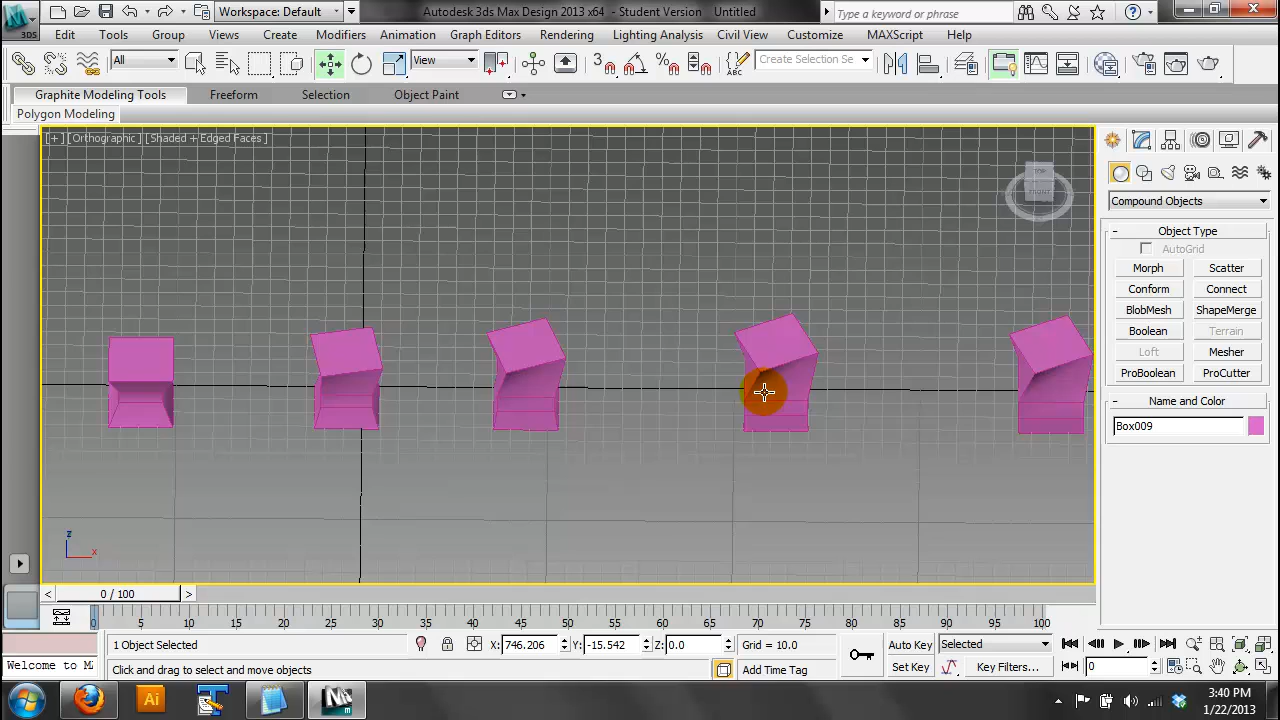 Workspace: Default
Autodesk 3ds Max Design 2013 x64 - Student Version Untitled
Type a keyword or phrase
3DS
Edit Tools Group Views Create Modifiers Animation Graph Editors Rendering Lighting Analysis Civil View Customize MAXScript Help
All View Create Selection Se
Graphite Modeling Tools Freeform Selection Object Paint
Polygon Modeling
[+] [Orthographic] [Shaded + Edged Faces]
TOP
FRONT
Compound Objects
Object Type
AutoGrid
Morph Scatter
Conform Connect
BlobMesh ShapeMerge
Boolean Terrain
Loft Mesher
ProBoolean ProCutter
Name and Color
Box009
z
x
0 / 100
0 5 10 15 20 25 30 35 40 45 50 55 60 65 70 75 80 85 90 95 100
1 Object Selected X: 746.206 Y: -15.542 Z: 0.0 Grid = 10.0 Auto Key Selected
Welcome to M Click and drag to select and move objects Add Time Tag Set Key Key Filters... 0
Ai
3:40 PM
1/22/2013